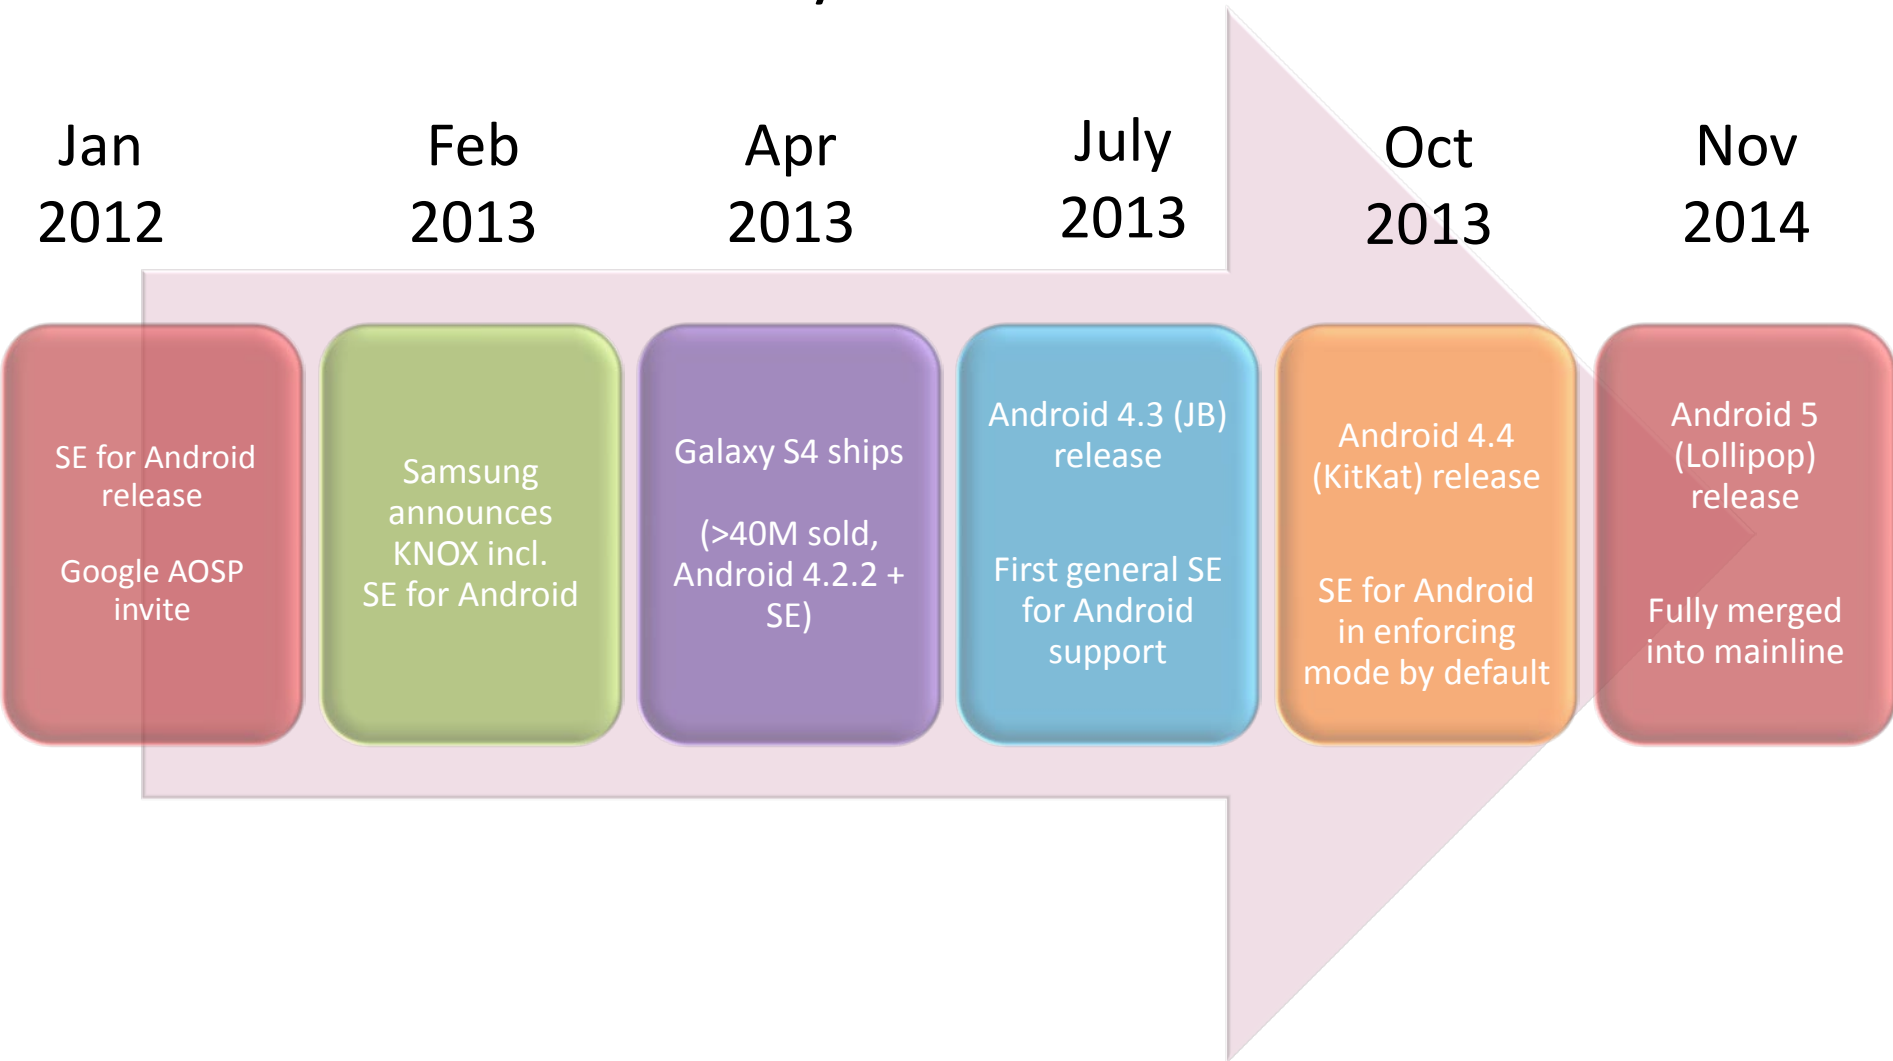 Jan
2012
Feb
2013
Apr
2013
July
2013
Oct
2013
Nov
2014
SE for Android
release
Google AOSP
invite
Samsung
announces
KNOX incl.
SE for Android
Galaxy S4 ships
(>40M sold,
Android 4.2.2 +
SE)
Android 4.3 (JB)
release
First general SE
for Android
support
Android 4.4
(KitKat) release
SE for Android
in enforcing
mode by default
Android 5
(Lollipop)
release
Fully merged
into mainline